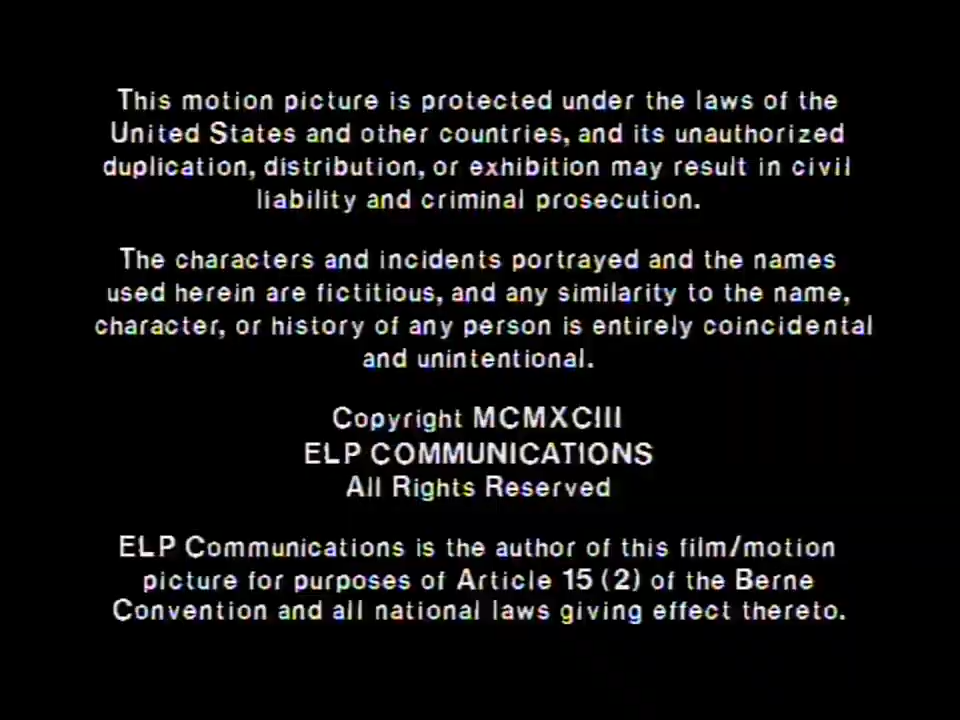 This motion picture is protected under the laws of the
United States and other countries, and its unauthorized
duplication, distribution, or exhibition may result in civil
liability and criminal prosecution.
The characters and incidents portrayed and the names
used herein are fictitious, and any similarity to the name,
character, or history of any person is entirely coincidental
and unintentional.
Copyright MCMXCIII
ELP COMMUNICATIONS
All Rights Reserved
ELP Communications is the author of this film/motion
picture for purposes of Article 15 (2) of the Berne
Convention and all national laws giving effect thereto.